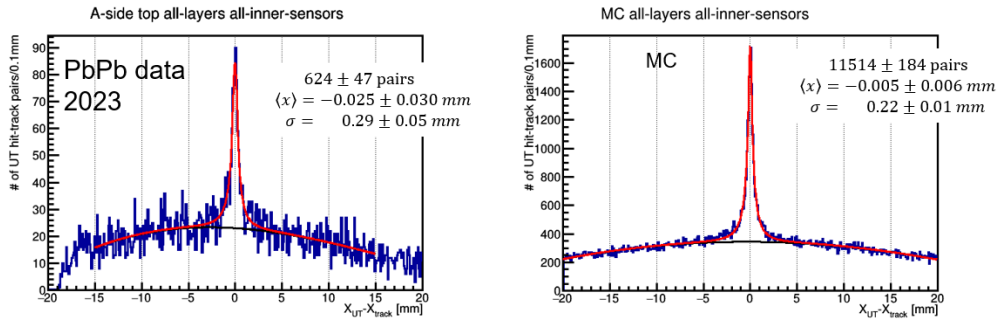 A-side top all-layers all-inner-sensors
# of UT hit-track pairs/0.1mm
90
80
70
60
50
40
30
20
10
0
PbPb data
2023
624 ± 47 pairs
⟨x⟩ = −0.025 ± 0.030 mm
σ = 0.29 ± 0.05 mm
−20 −15 −10 −5 0 5 10 15 20
X_UT-X_track [mm]
MC all-layers all-inner-sensors
# of UT hit-track pairs/0.1mm
1600
1400
1200
1000
800
600
400
200
0
MC
11514 ± 184 pairs
⟨x⟩ = −0.005 ± 0.006 mm
σ = 0.22 ± 0.01 mm
−20 −15 −10 −5 0 5 10 15 20
X_UT-X_track [mm]